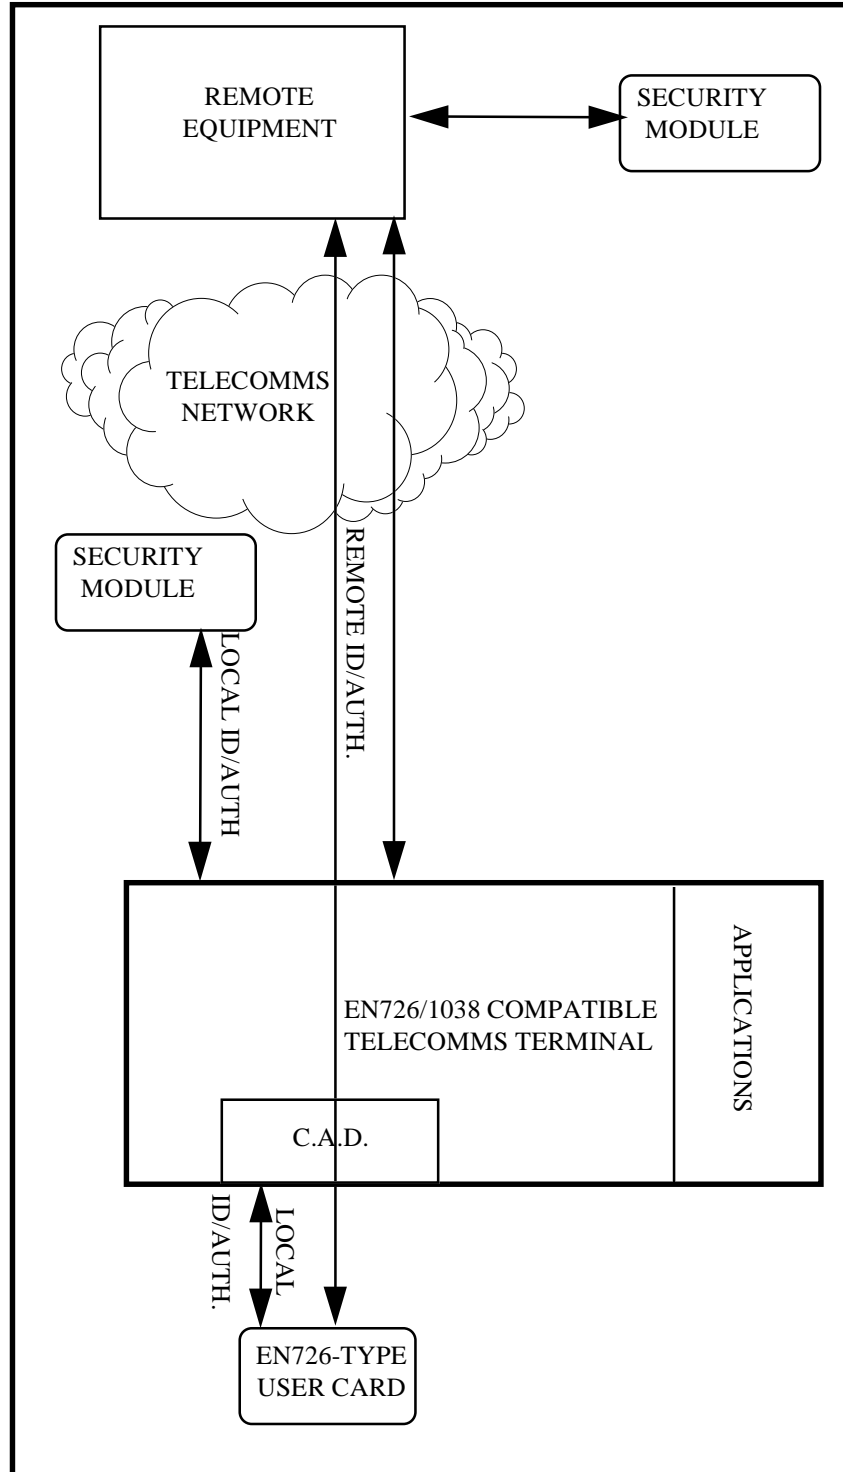 REMOTE
EQUIPMENT
SECURITY
MODULE
TELECOMMS
NETWORK
SECURITY
MODULE
REMOTE ID/AUTH.
LOCAL ID/AUTH
EN726/1038 COMPATIBLE
TELECOMMS TERMINAL
APPLICATIONS
C.A.D.
LOCAL
ID/AUTH.
EN726-TYPE
USER CARD